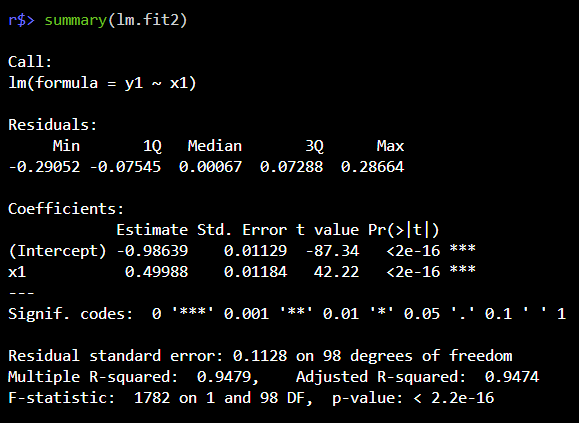 r$> summary(lm.fit2)
Call:
lm(formula = y1 ~ x1)
Residuals:
     Min       1Q   Median       3Q      Max
-0.29052 -0.07545  0.00067  0.07288  0.28664
Coefficients:
            Estimate Std. Error t value Pr(>|t|)
(Intercept) -0.98639    0.01129  -87.34   <2e-16 ***
x1           0.49988    0.01184   42.22   <2e-16 ***
---
Signif. codes:  0 '***' 0.001 '**' 0.01 '*' 0.05 '.' 0.1 ' ' 1
Residual standard error: 0.1128 on 98 degrees of freedom
Multiple R-squared:  0.9479,    Adjusted R-squared:  0.9474
F-statistic:  1782 on 1 and 98 DF,  p-value: < 2.2e-16